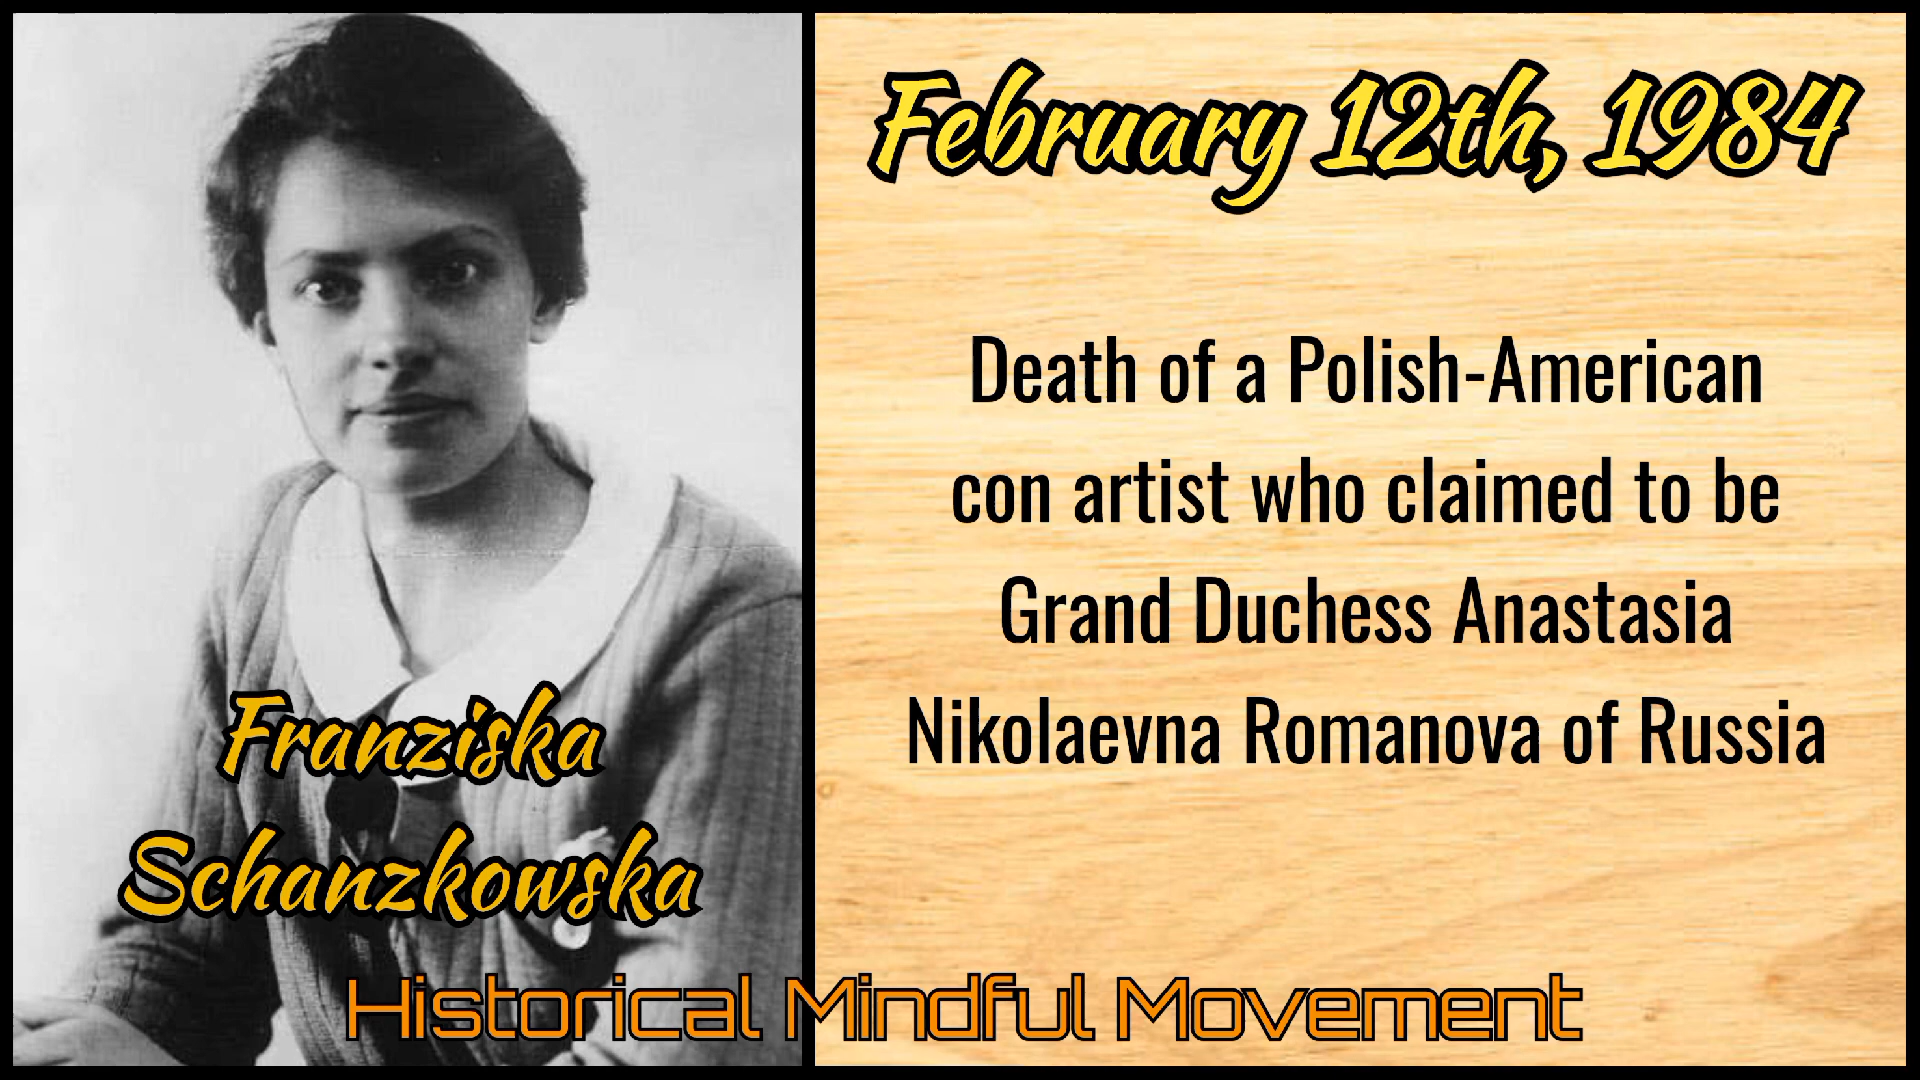 February 12th, 1984
Death of a Polish-American
con artist who claimed to be
Grand Duchess Anastasia
Nikolaevna Romanova of Russia
Franziska
Schanzkowska
Historical Mindful Movement